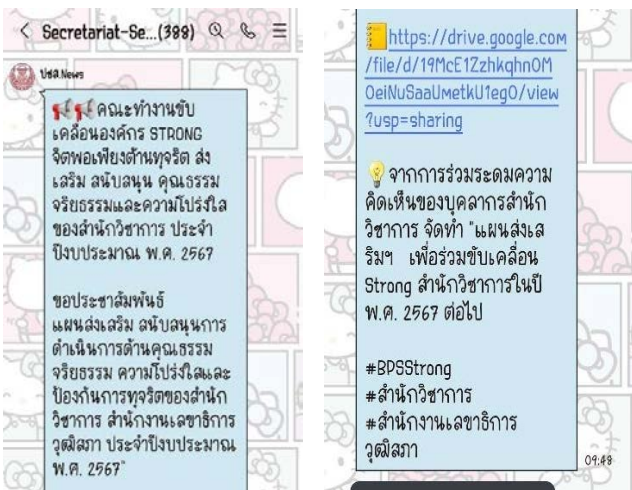 Secretariat-Se...(399)
ปชส.News
คณะทำงานขับ
เคลื่อนองค์กร STRONG
จิตพอเพียงต้านทุจริต ส่ง
เสริม สนับสนุน คุณธรรม
จริยธรรมและความโปร่งใส
ของสำนักวิชาการ ประจำ
ปีงบประมาณ พ.ศ. 2567
ขอประชาสัมพันธ์
แผนส่งเสริม สนับสนุนการ
ดำเนินการด้านคุณธรรม
จริยธรรม ความโปร่งใสและ
ป้องกันการทุจริตของสำนัก
วิชาการ สำนักงานเลขาธิการ
วุฒิสภา ประจำปีงบประมาณ
พ.ศ. 2567"
https://drive.google.com
/file/d/19McE1Zzhkqhn0M
OeiNuSaaUmetkU1egO/view
?usp=sharing
จากการร่วมระดมความ
คิดเห็นของบุคลากรสำนัก
วิชาการ จัดทำ "แผนส่งเส
ริมฯ เพื่อร่วมขับเคลื่อน
Strong สำนักวิชาการในปี
พ.ศ. 2567 ต่อไป
#BPSStrong
#สำนักวิชาการ
#สำนักงานเลขาธิการ
วุฒิสภา
09:48